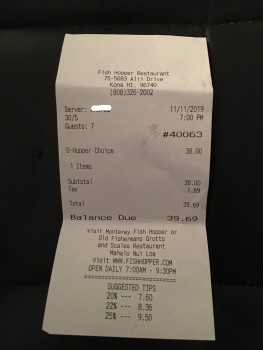 Fish Hopper Restaurant
75-5683 Alii Drive
Kona HI, 96740
(808)326-2002
Server:
11/11/2019
30/5
7:00 PM
Guests: 7
#40063
D-Hopper Choice 38.00
1 Items
Subtotal 38.00
Tax 1.69
Total 39.69
Balance Due 39.69
Visit Monterey Fish Hopper or
Old Fishermans Grotto
and Scales Restaurant
Mahalo Nui Loa
Visit WWW.FISHHOPPER.COM
OPEN DAILY 7:00AM - 9:30PM
SUGGESTED TIPS
20% --- 7.60
22% --- 8.36
25% --- 9.50